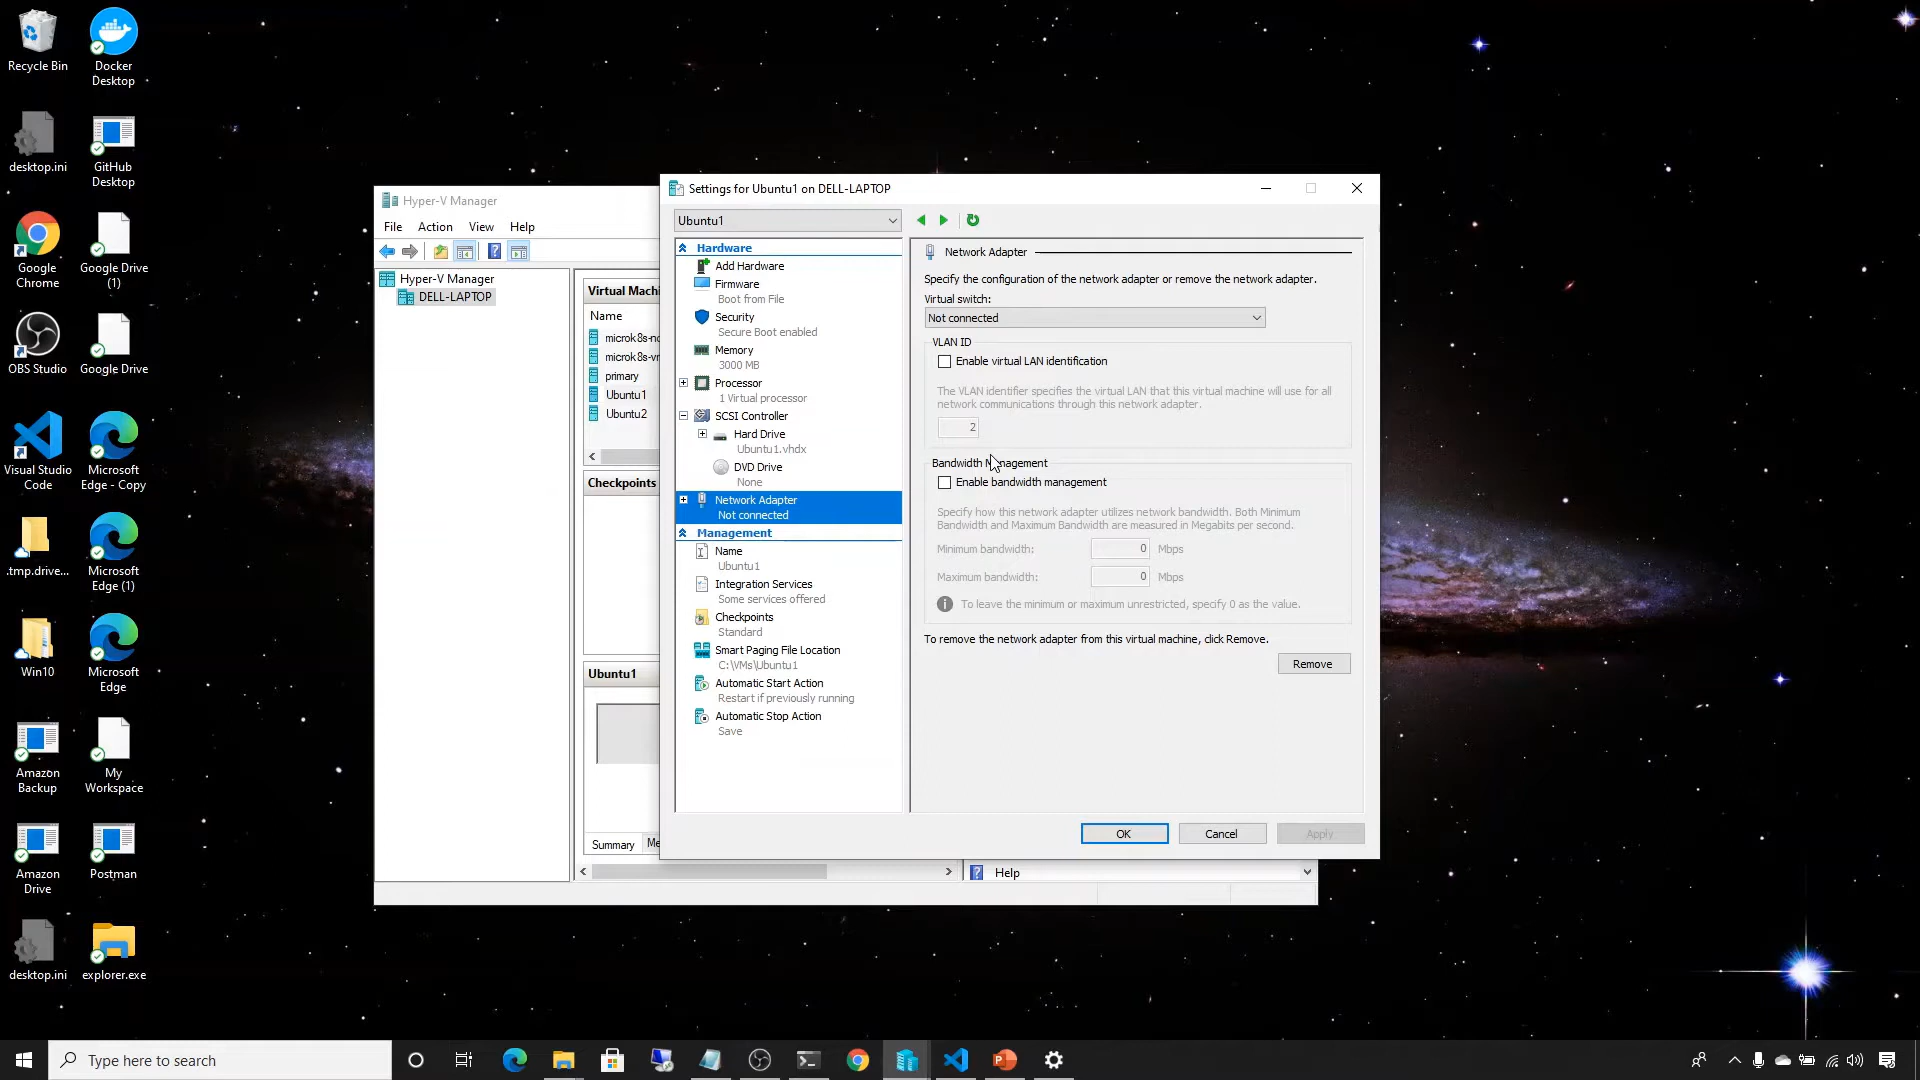 Recycle Bin
Docker
Desktop
desktop.ini
GitHub
Desktop
Google
Chrome
Google Drive
(1)
OBS Studio
Google Drive
Visual Studio
Code
Microsoft
Edge - Copy
.tmp.drive...
Microsoft
Edge (1)
Win10
Microsoft
Edge
Amazon
Backup
My
Workspace
Amazon
Drive
Postman
desktop.ini
explorer.exe
Hyper-V Manager
File
Action
View
Help
Hyper-V Manager
DELL-LAPTOP
Virtual Machi
Name
microk8s-no
microk8s-vm
primary
Ubuntu1
Ubuntu2
Checkpoints
Ubuntu1
Summary
Me
Help
Settings for Ubuntu1 on DELL-LAPTOP
Ubuntu1
Hardware
Add Hardware
Firmware
Boot from File
Security
Secure Boot enabled
Memory
3000 MB
Processor
1 Virtual processor
SCSI Controller
Hard Drive
Ubuntu1.vhdx
DVD Drive
None
Network Adapter
Not connected
Management
Name
Ubuntu1
Integration Services
Some services offered
Checkpoints
Standard
Smart Paging File Location
C:\VMs\Ubuntu1
Automatic Start Action
Restart if previously running
Automatic Stop Action
Save
Network Adapter
Specify the configuration of the network adapter or remove the network adapter.
Virtual switch:
Not connected
VLAN ID
Enable virtual LAN identification
The VLAN identifier specifies the virtual LAN that this virtual machine will use for all
network communications through this network adapter.
2
Bandwidth Management
Enable bandwidth management
Specify how this network adapter utilizes network bandwidth. Both Minimum
Bandwidth and Maximum Bandwidth are measured in Megabits per second.
Minimum bandwidth:
0
Mbps
Maximum bandwidth:
0
Mbps
To leave the minimum or maximum unrestricted, specify 0 as the value.
To remove the network adapter from this virtual machine, click Remove.
Remove
OK
Cancel
Apply
Type here to search